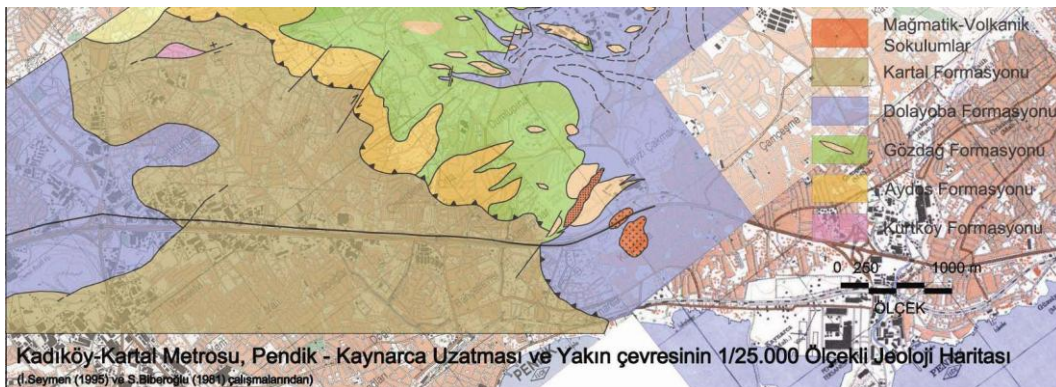 Mağmatik-Volkanik
Sokulumlar
Kartal Formasyonu
Dolayoba Formasyonu
Gözdağ Formasyonu
Aydos Formasyonu
Kurtköy Formasyonu
0 250 1000 m
ÖLÇEK
Kadıköy-Kartal Metrosu, Pendik - Kaynarca Uzatması ve Yakın çevresinin 1/25.000 Ölçekli Jeoloji Haritası
(İ.Seymen (1995) va S.Biberoğlu (1981) çalışmalarından)